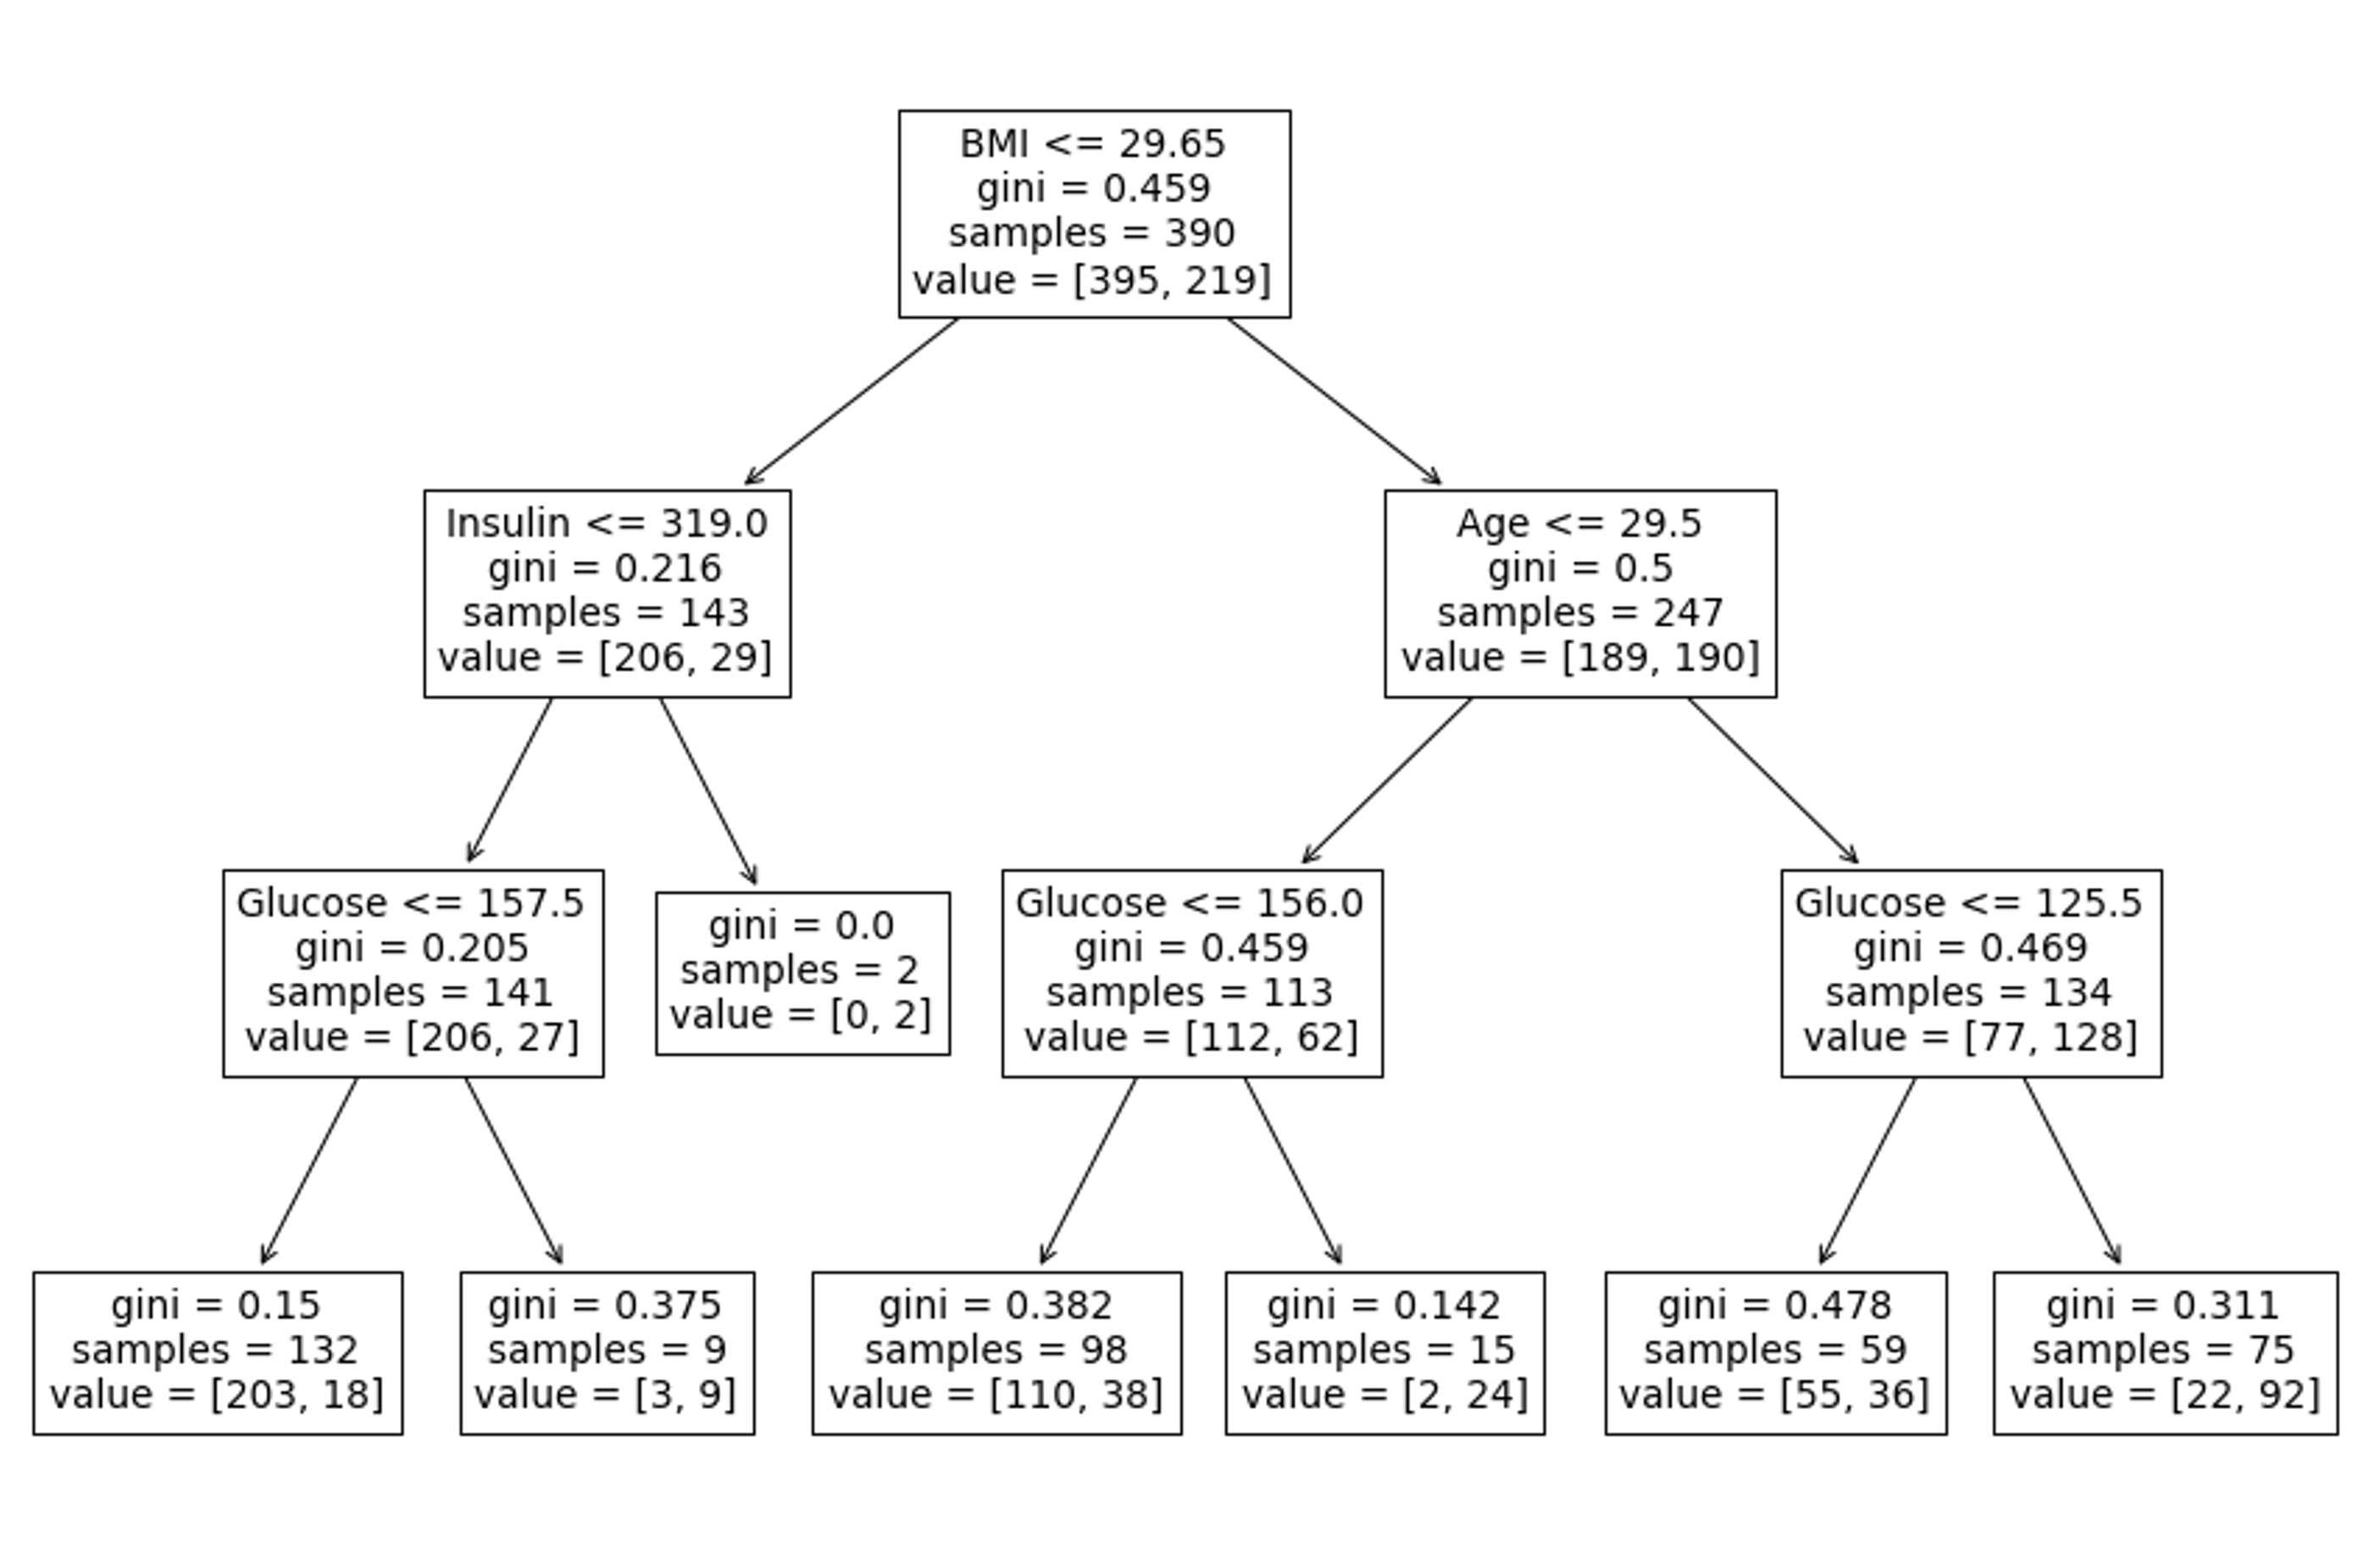 BMI <= 29.65
gini = 0.459
samples = 390
value = [395, 219]
Insulin <= 319.0
gini = 0.216
samples = 143
value = [206, 29]
Age <= 29.5
gini = 0.5
samples = 247
value = [189, 190]
Glucose <= 157.5
gini = 0.205
samples = 141
value = [206, 27]
gini = 0.0
samples = 2
value = [0, 2]
Glucose <= 156.0
gini = 0.459
samples = 113
value = [112, 62]
Glucose <= 125.5
gini = 0.469
samples = 134
value = [77, 128]
gini = 0.15
samples = 132
value = [203, 18]
gini = 0.375
samples = 9
value = [3, 9]
gini = 0.382
samples = 98
value = [110, 38]
gini = 0.142
samples = 15
value = [2, 24]
gini = 0.478
samples = 59
value = [55, 36]
gini = 0.311
samples = 75
value = [22, 92]